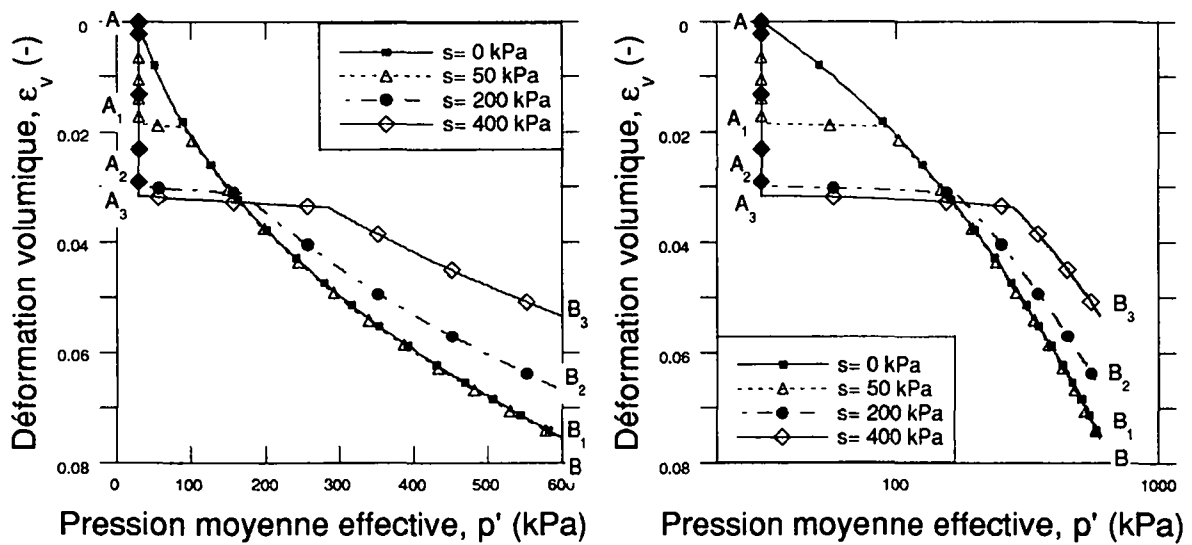 A
0
0.02
0.04
0.06
0.08
A1
A2
A3
s= 0 kPa
s= 50 kPa
s= 200 kPa
s= 400 kPa
B3
B2
B1
B
0
100
200
300
400
500
600
Déformation volumique, εv (-)
Pression moyenne effective, p' (kPa)
A
0
0.02
0.04
0.06
0.08
A1
A2
A3
s= 0 kPa
s= 50 kPa
s= 200 kPa
s= 400 kPa
B3
B2
B1
B
100
1000
Déformation volumique, εv (-)
Pression moyenne effective, p' (kPa)